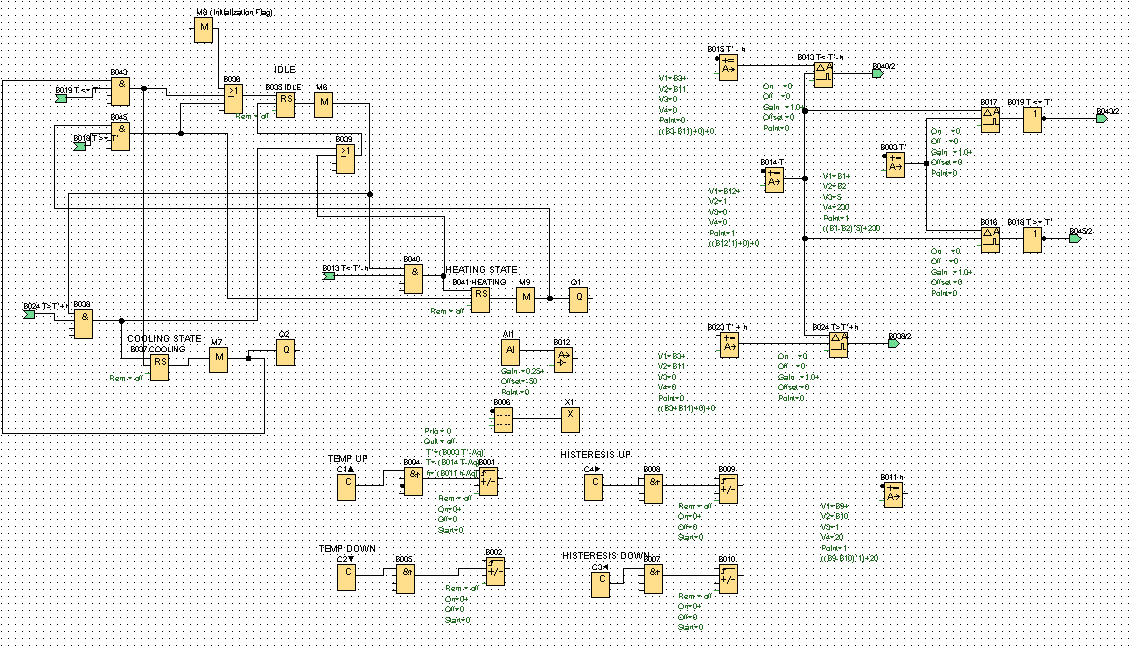 M8 (Initialization Flag)
M
IDLE
B043
&
B019 T <= T'
B036
≥1
B035 IDLE
RS
Rem = off
M6
M
B045
&
B018 T >= T'
B039
≥1
B040
&
B013 T < T' - h
HEATING STATE
B041 HEATING
RS
Rem = off
M9
M
Q1
Q
B024 T > T' + h
B038
&
COOLING STATE
B037 COOLING
RS
Rem = off
M7
M
Q2
Q
AI1
AI
Gain =0.25+
Offset=-50
Point=0
B012
A→
B006
X1
X
Prio = 0
Quit = off
T'=(B003 T'-Aq)
T=(B014 T-Aq)
h=(B011 h-Aq)
TEMP UP
C1▲
C
B004
&↑
B001
+/-
Rem = off
On=0+
Off=0
Start=0
TEMP DOWN
C2▼
C
B005
&↑
B002
+/-
Rem = off
On=0+
Off=0
Start=0
HISTERESIS UP
C4►
C
B008
&↑
B009
+/-
Rem = off
On=0+
Off=0
Start=0
HISTERESIS DOWN
C3◄
C
B007
&↑
B010
+/-
Rem = off
On=0+
Off=0
Start=0
B015 T' - h
+=
A→
V1=B3+
V2=B11
V3=0
V4=0
Point=0
((B3-B11)+0)+0
B013 T < T' - h
△A
On =0
Off =0
Gain =1.0+
Offset=0
Point=0
B040/2
B014 T
+=
A→
V1=B12+
V2=1
V3=0
V4=0
Point=1
((B12*1)+0)+0
B003 T'
+=
A→
V1=B1+
V2=B2
V3=5
V4=230
Point=1
((B1-B2)*5)+230
B017
△A
On =0
Off =0
Gain =1.0+
Offset=0
Point=0
B019 T <= T'
1
B043/2
B016
△A
On =0
Off =0
Gain =1.0+
Offset=0
Point=0
B018 T >= T'
1
B045/2
B023 T' + h
+=
A→
V1=B3+
V2=B11
V3=0
V4=0
Point=0
((B3+B11)+0)+0
B024 T > T' + h
△A
On =0
Off =0
Gain =1.0+
Offset=0
Point=0
B038/2
B011 h
+=
A→
V1=B9+
V2=B10
V3=1
V4=20
Point=1
((B9-B10)*1)+20